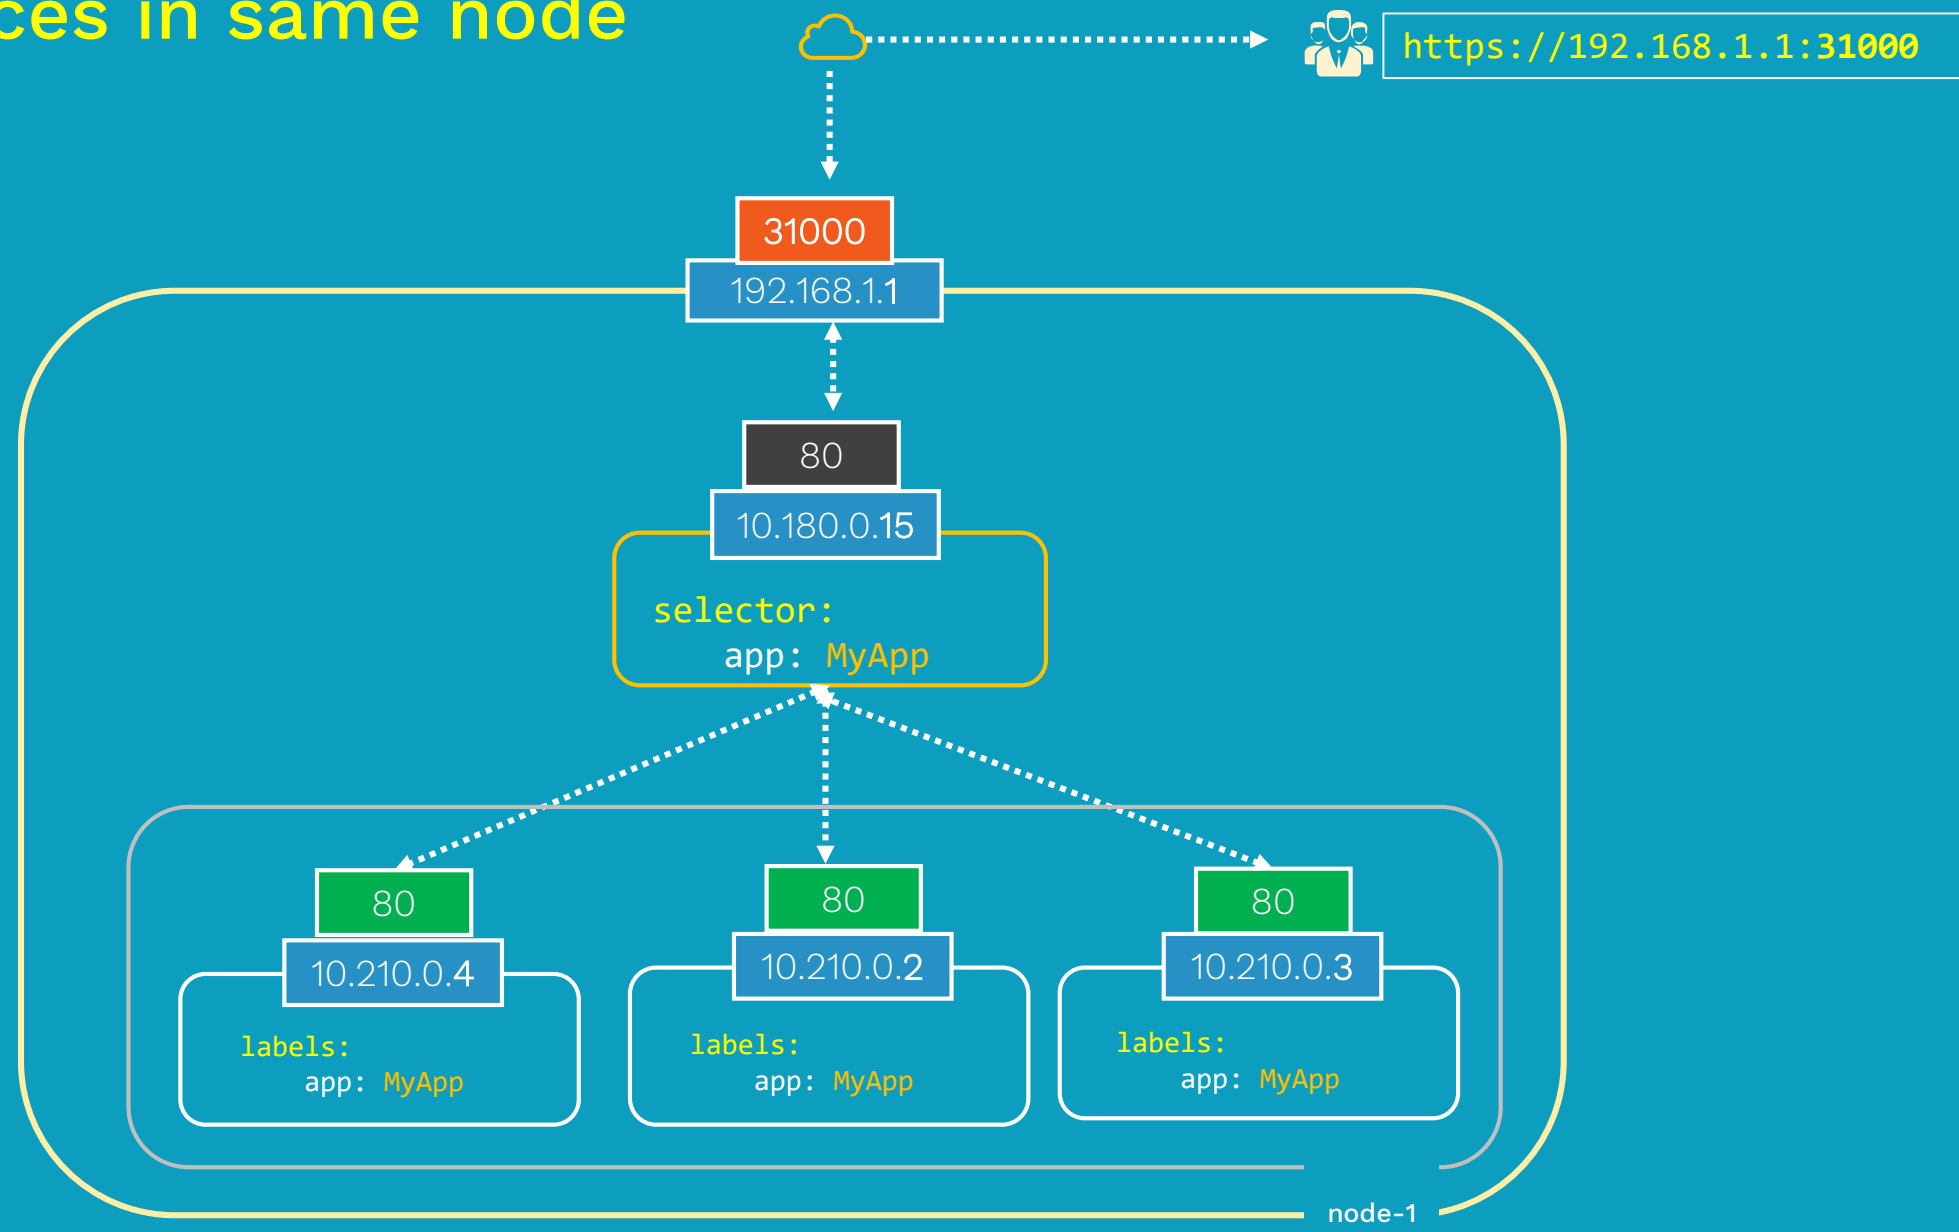 ces in same node
https://192.168.1.1:31000
31000
192.168.1.1
80
10.180.0.15
selector:
app: MyApp
80
10.210.0.4
labels:
app: MyApp
80
10.210.0.2
labels:
app: MyApp
80
10.210.0.3
labels:
app: MyApp
node-1